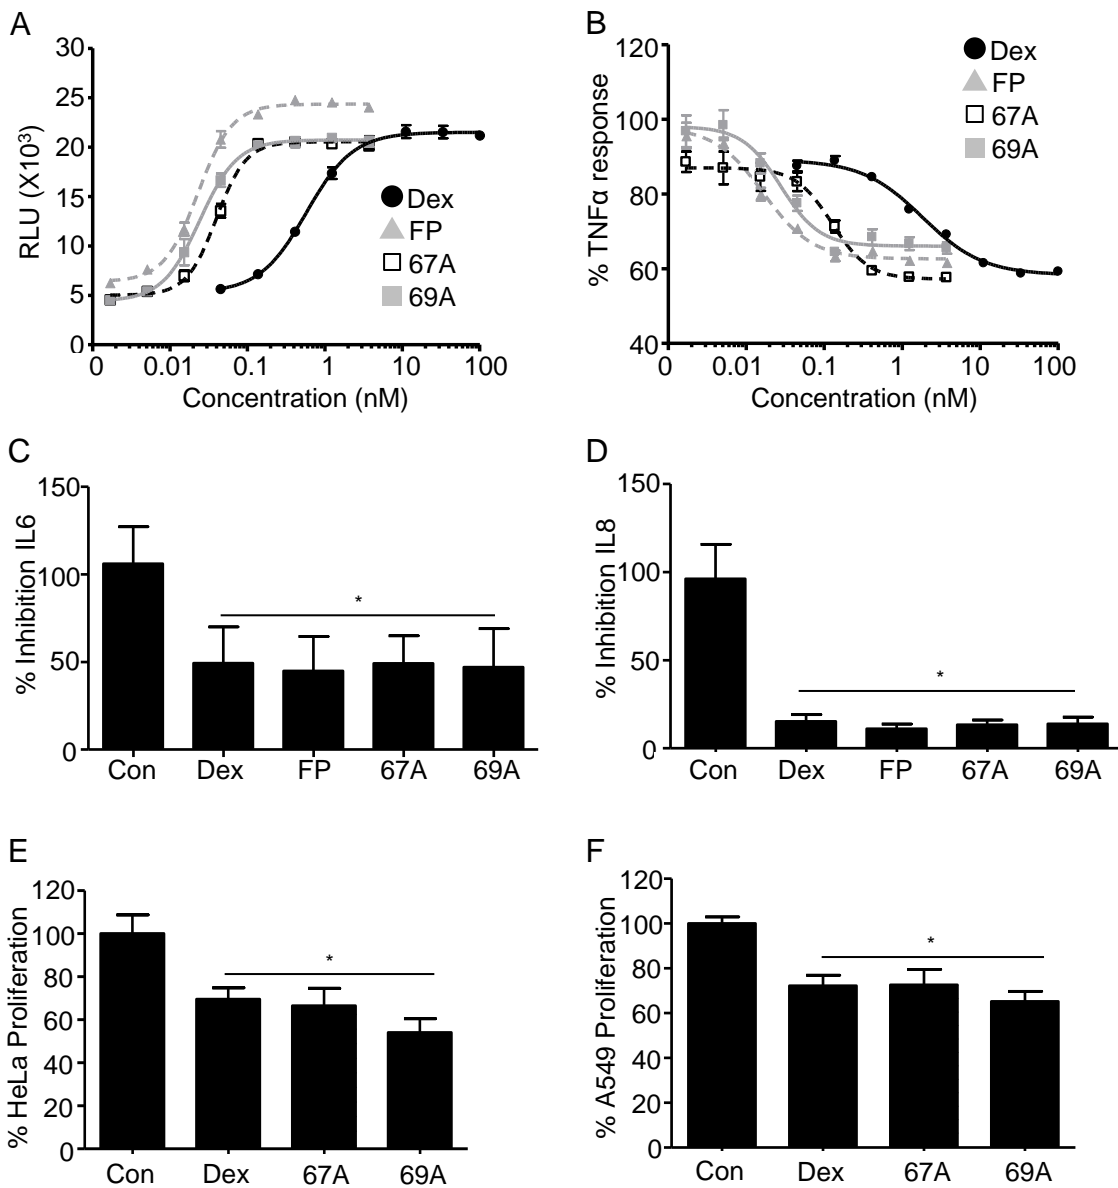 A
30
25
20
15
10
5
0
RLU (X10³)
0 0.01 0.1 1 10 100
Concentration (nM)
Dex
FP
67A
69A
B
120
100
80
60
40
% TNFα response
0 0.01 0.1 1 10 100
Concentration (nM)
Dex
FP
67A
69A
C
150
100
50
0
% Inhibition IL6
*
Con Dex FP 67A 69A
D
150
100
50
0
% Inhibition IL8
*
Con Dex FP 67A 69A
E
120
100
80
60
40
20
0
% HeLa Proliferation
*
Con Dex 67A 69A
F
120
100
80
60
40
20
0
% A549 Proliferation
*
Con Dex 67A 69A